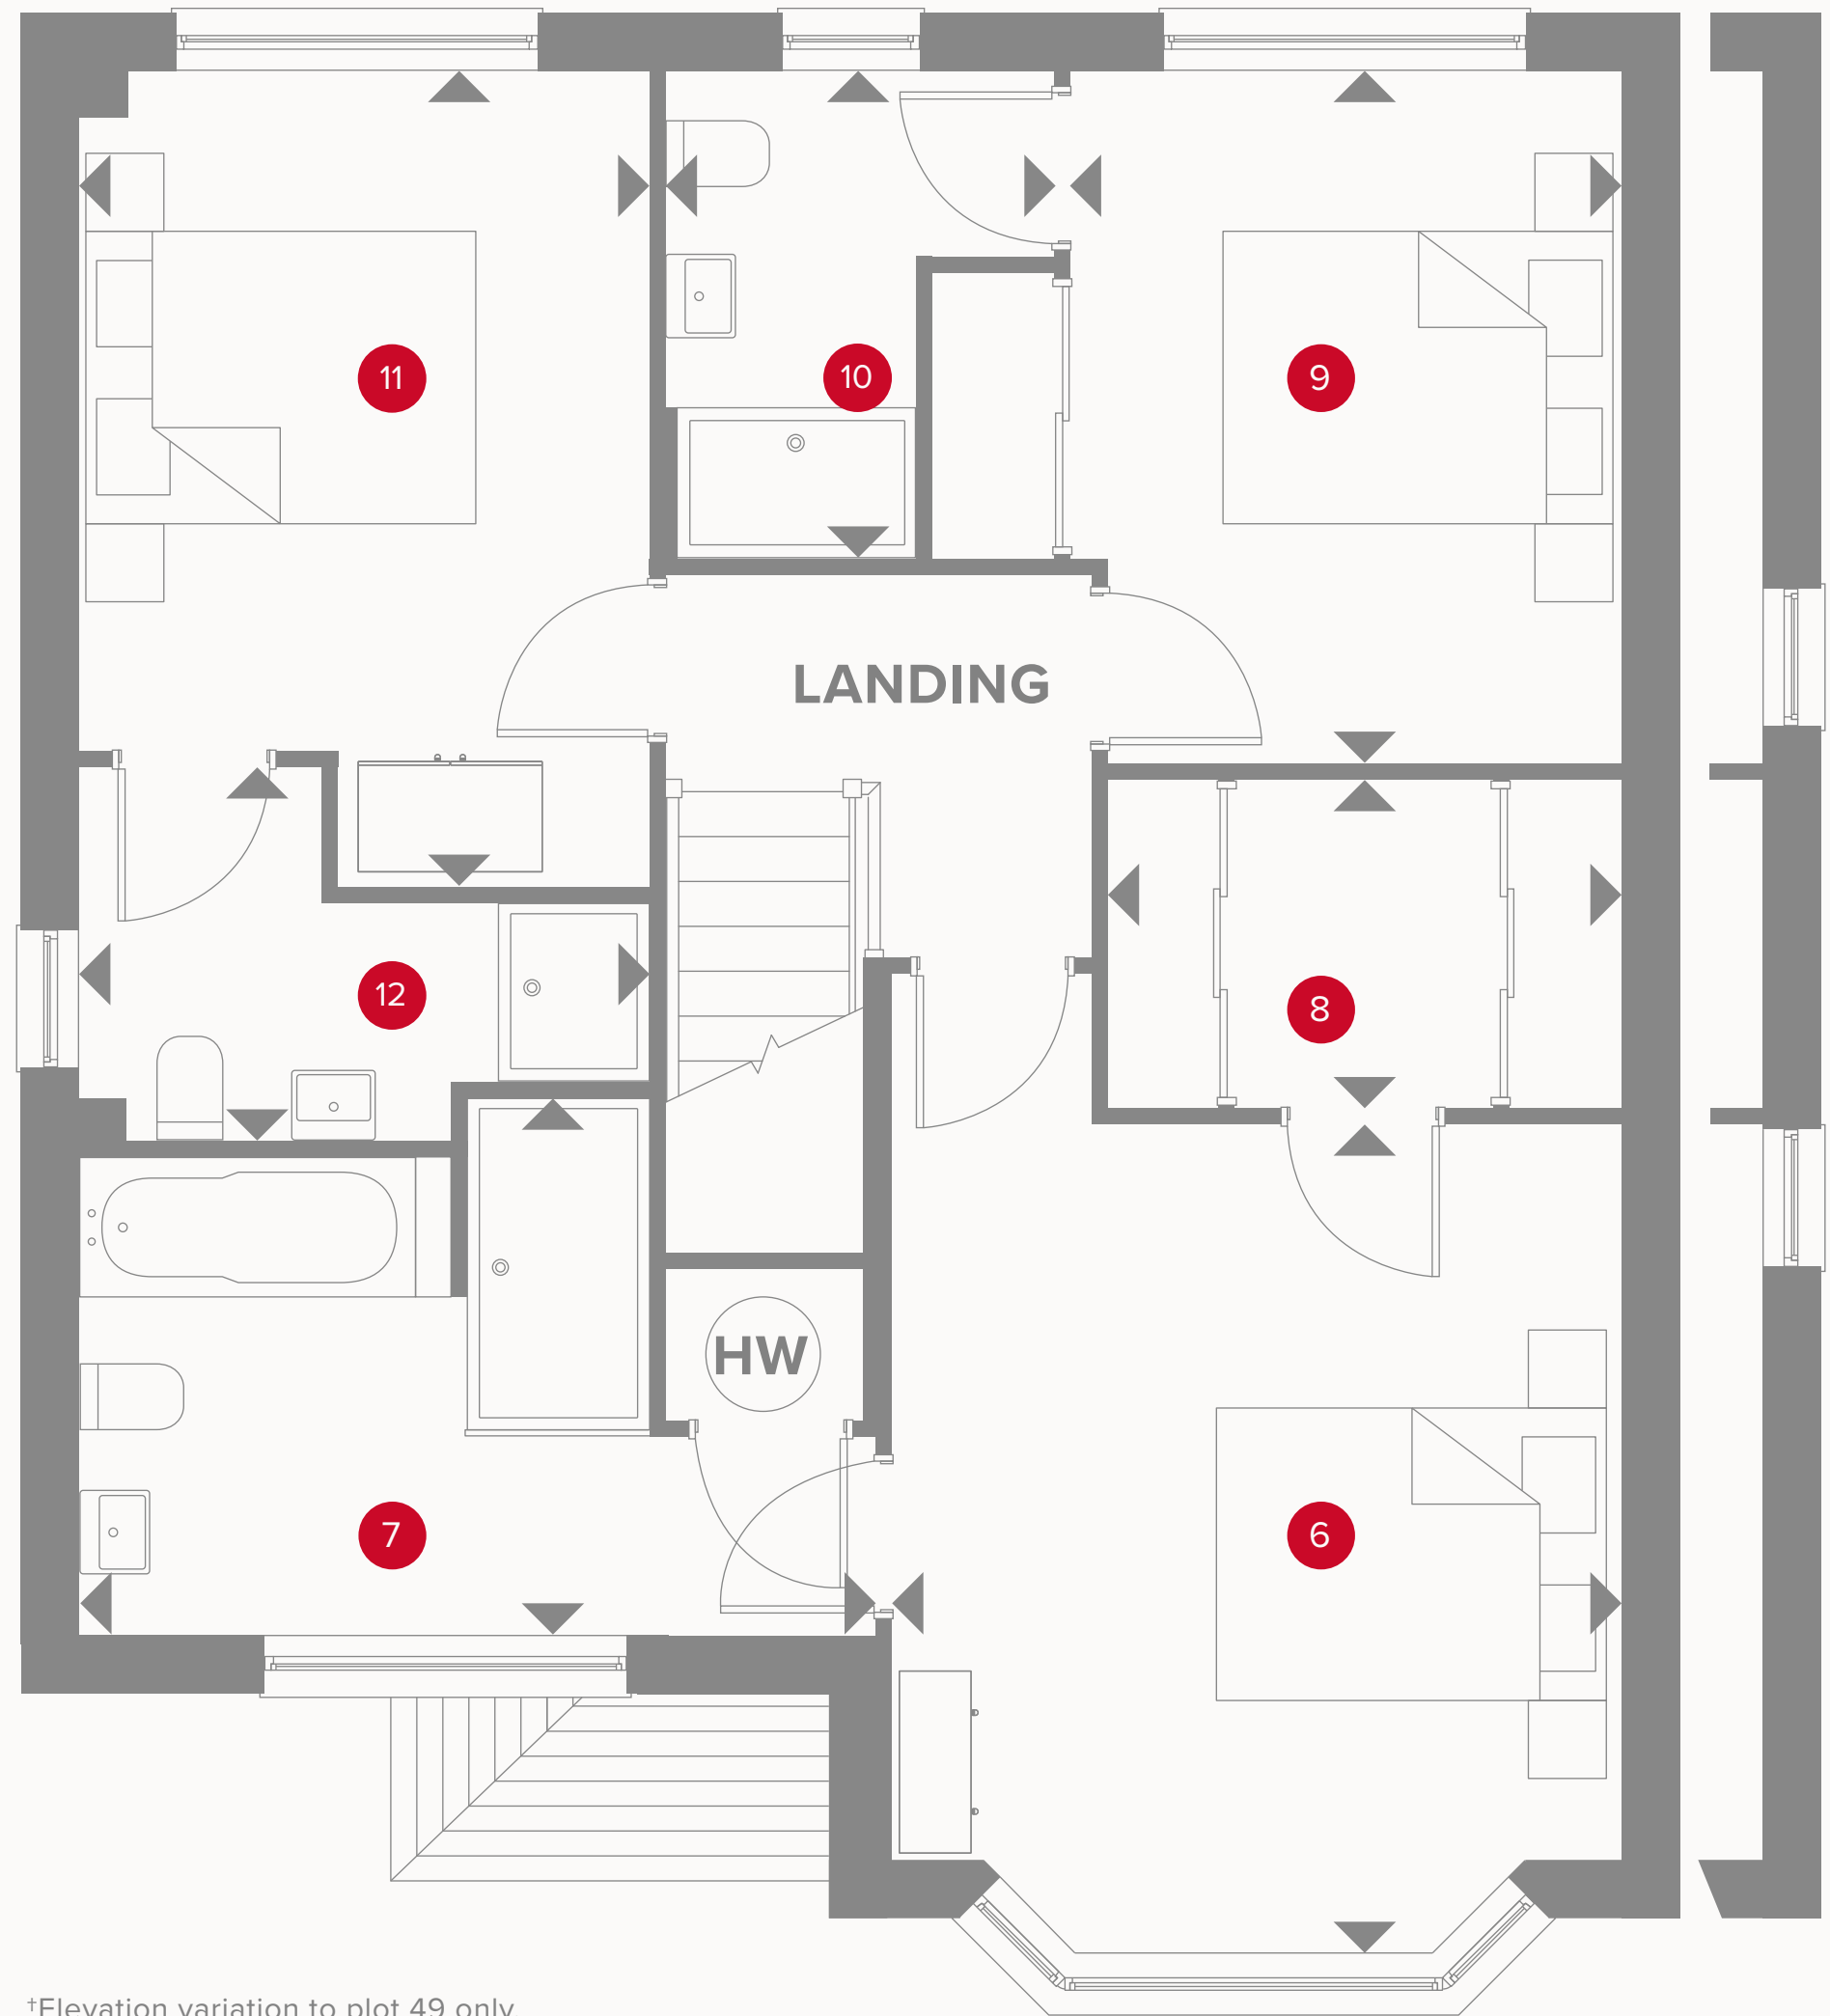 11
10
9
LANDING
12
8
HW
7
6
†Elevation variation to plot 49 only